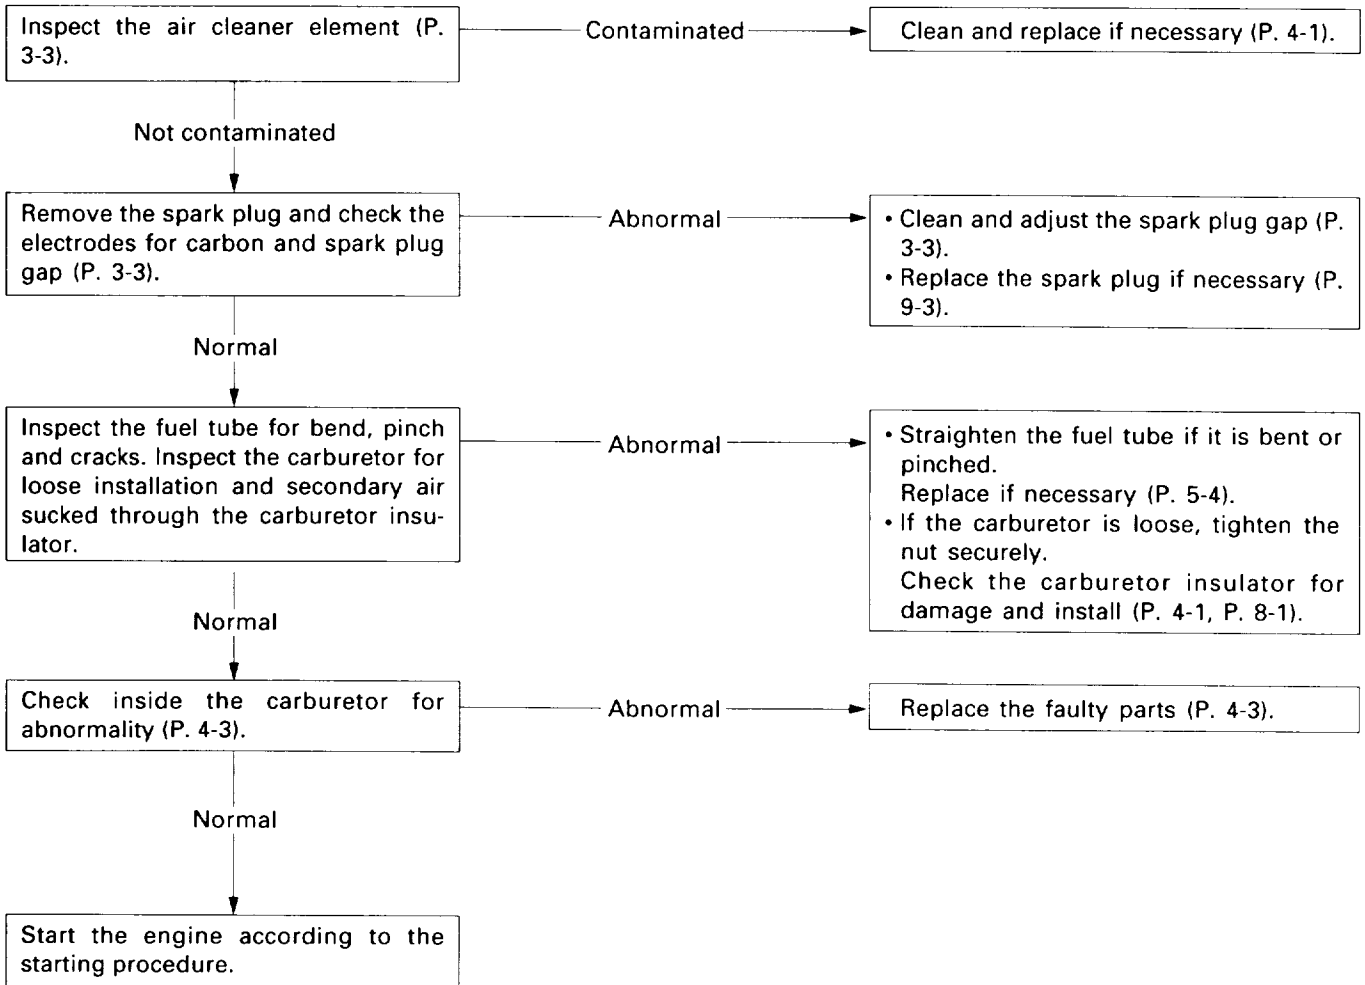 Inspect the air cleaner element (P.
3-3).
Contaminated
Clean and replace if necessary (P. 4-1).
Not contaminated
Remove the spark plug and check the
electrodes for carbon and spark plug
gap (P. 3-3).
Abnormal
• Clean and adjust the spark plug gap (P.
3-3).
• Replace the spark plug if necessary (P.
9-3).
Normal
Inspect the fuel tube for bend, pinch
and cracks. Inspect the carburetor for
loose installation and secondary air
sucked through the carburetor insu-
lator.
Abnormal
• Straighten the fuel tube if it is bent or
pinched.
Replace if necessary (P. 5-4).
• If the carburetor is loose, tighten the
nut securely.
Check the carburetor insulator for
damage and install (P. 4-1, P. 8-1).
Normal
Check inside the carburetor for
abnormality (P. 4-3).
Abnormal
Replace the faulty parts (P. 4-3).
Normal
Start the engine according to the
starting procedure.